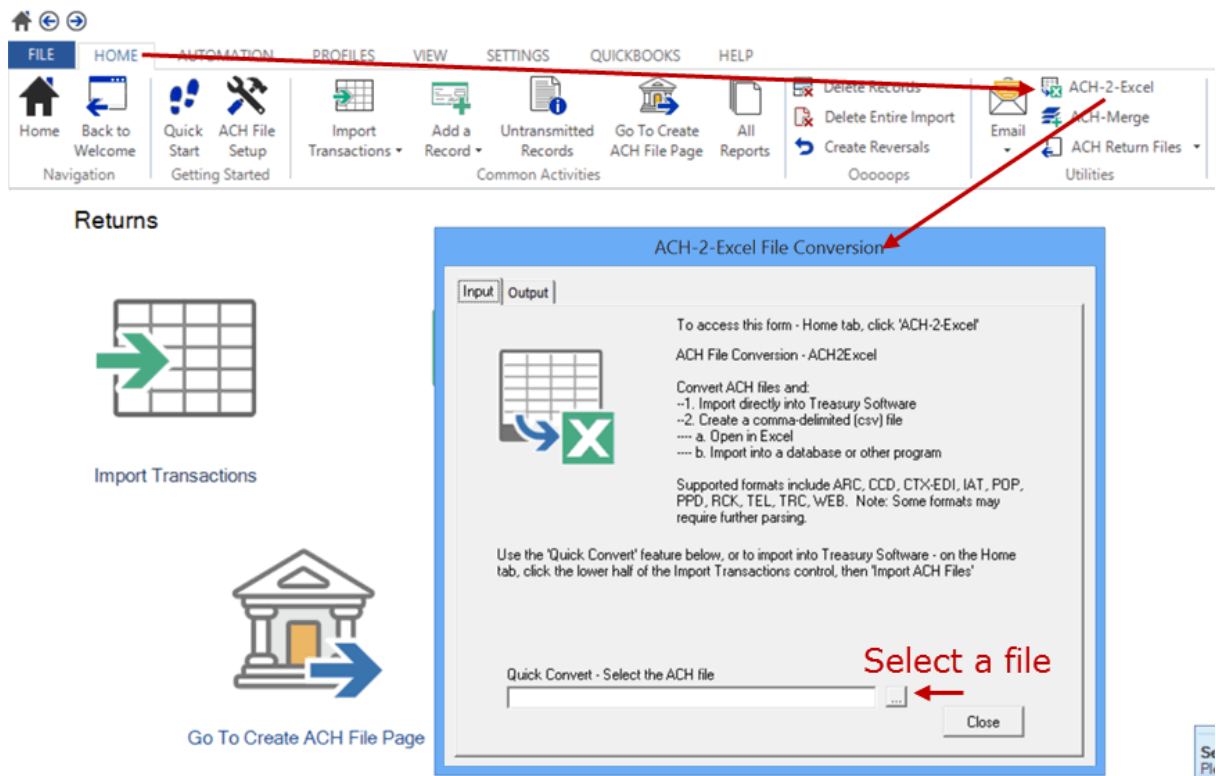 FILE HOME AUTOMATION PROFILES VIEW SETTINGS QUICKBOOKS HELP
Home
Back to
Welcome
Navigation
Quick
Start
ACH File
Setup
Getting Started
Import
Transactions
Add a
Record
Untransmitted
Records
Go To Create
ACH File Page
All
Reports
Common Activities
Delete Records
Delete Entire Import
Create Reversals
Ooooops
Email
ACH-2-Excel
ACH-Merge
ACH Return Files
Utilities
Returns
Import Transactions
Go To Create ACH File Page
ACH-2-Excel File Conversion
Input Output
To access this form - Home tab, click 'ACH-2-Excel'
ACH File Conversion - ACH2Excel
Convert ACH files and:
--1. Import directly into Treasury Software
--2. Create a comma-delimited (csv) file
---- a. Open in Excel
---- b. Import into a database or other program
Supported formats include ARC, CCD, CTX-EDI, IAT, POP,
PPD, RCK, TEL, TRC, WEB. Note: Some formats may
require further parsing.
Use the 'Quick Convert' feature below, or to import into Treasury Software - on the Home
tab, click the lower half of the Import Transactions control, then 'Import ACH Files'
Select a file
Quick Convert - Select the ACH file
...
Close